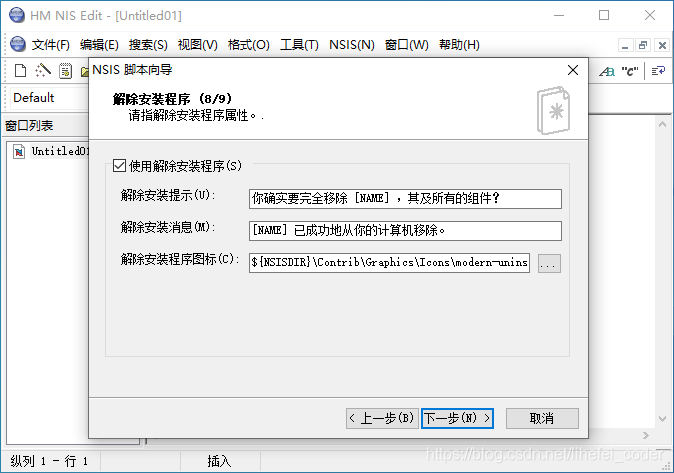 HM NIS Edit - [Untitled01]
文件(F) 编辑(E) 搜索(S) 视图(V) 格式(O) 工具(T) NSIS(N) 窗口(W) 帮助(H)
NSIS 脚本向导
Aa "C"
Default
解除安装程序 (8/9)
请指解除安装程序属性。.
窗口列表
Untitled01
使用解除安装程序(S)
解除安装提示(U): 你确实要完全移除 [NAME] ，其及所有的组件？
解除安装消息(M): [NAME] 已成功地从你的计算机移除。
解除安装程序图标(C): ${NSISDIR}\Contrib\Graphics\Icons\modern-unins ...
< 上一步(B) 下一步(N) > 取消
纵列 1 - 行 1 插入
https://blog.csdn.net/lihefei_coder